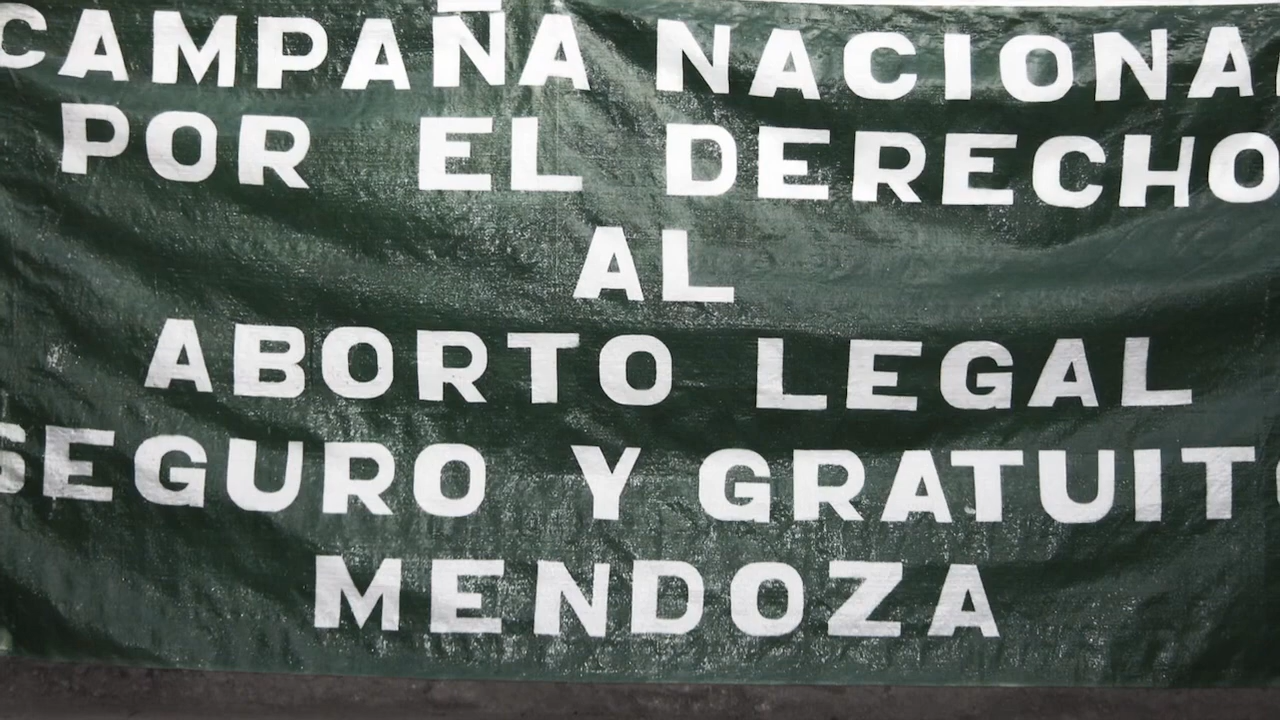 CAMPAÑA NACIONAL
POR EL DERECHO
AL
ABORTO LEGAL
SEGURO Y GRATUITO
MENDOZA